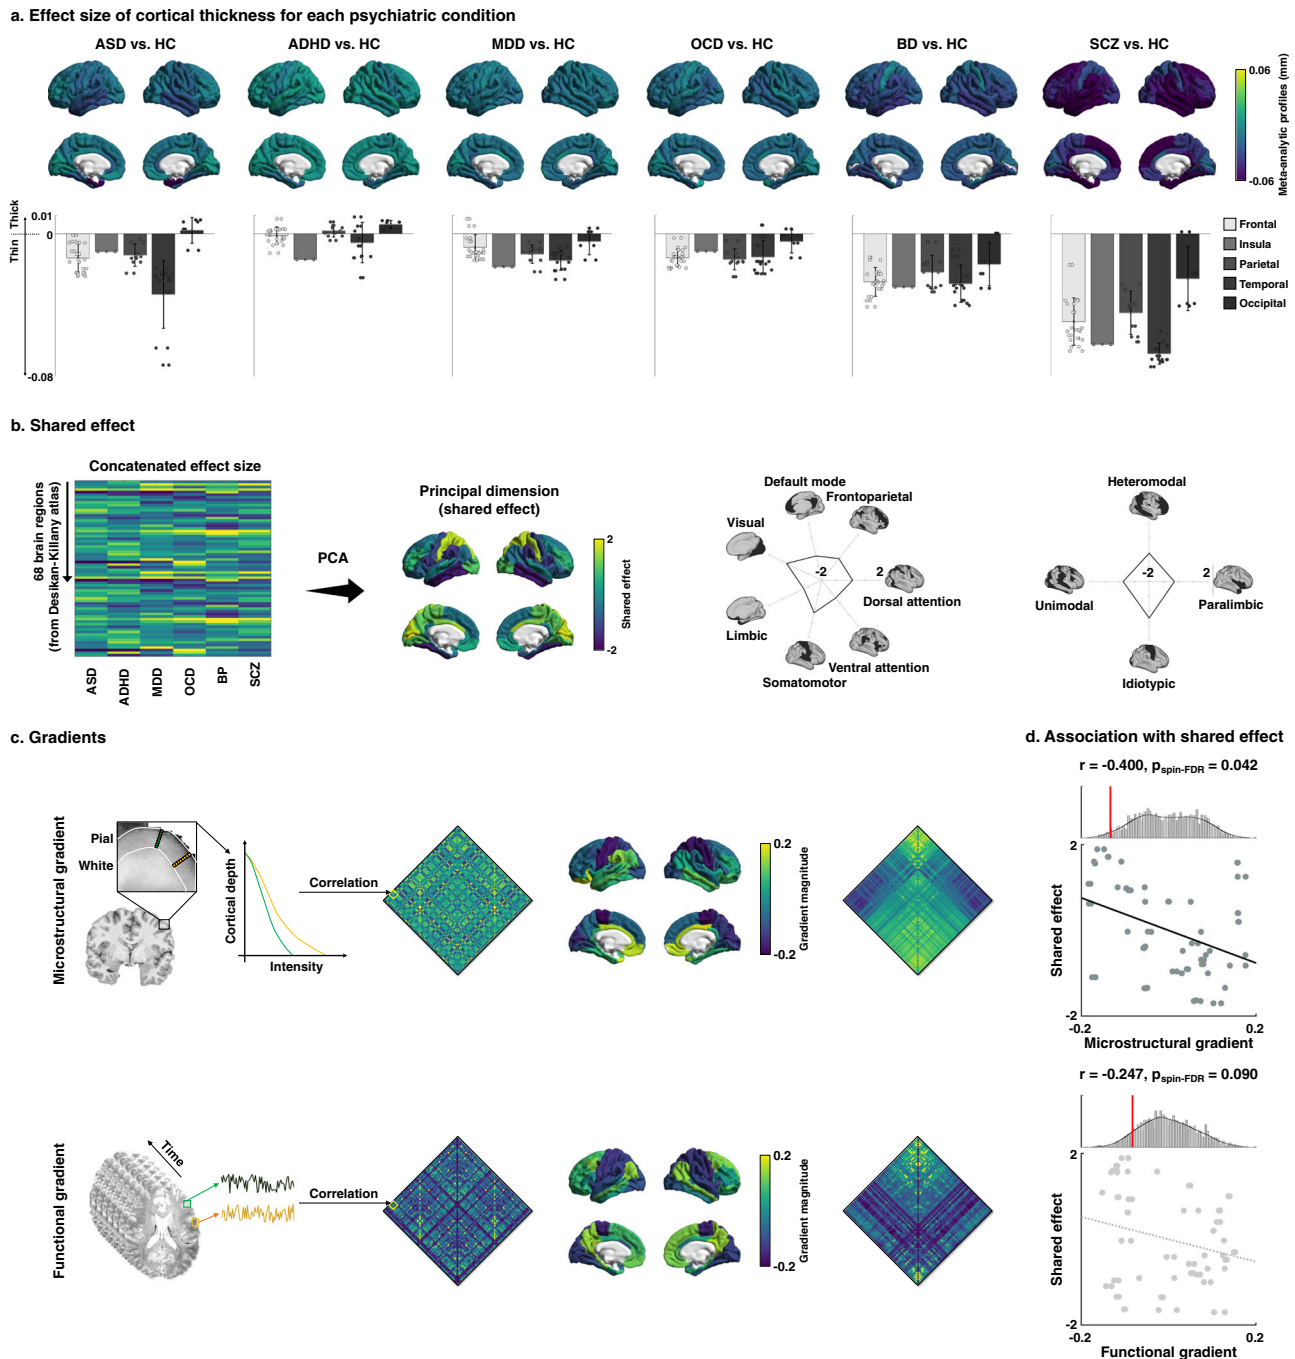 a. Effect size of cortical thickness for each psychiatric condition
ASD vs. HC
ADHD vs. HC
MDD vs. HC
OCD vs. HC
BD vs. HC
SCZ vs. HC
0.06
-0.06
Meta-analytic profiles (mm)
Thick
Thin
0.01
0
-0.08
Frontal
Insula
Parietal
Temporal
Occipital
b. Shared effect
Concatenated effect size
68 brain regions
(from Desikan-Killany atlas)
ASD
ADHD
MDD
OCD
BP
SCZ
PCA
Principal dimension
(shared effect)
2
-2
Shared effect
Default mode
Frontoparietal
Visual
-2
2
Dorsal attention
Limbic
Ventral attention
Somatomotor
Heteromodal
-2
2
Unimodal
Paralimbic
Idiotypic
c. Gradients
Microstructural gradient
Pial
White
Cortical depth
Intensity
Correlation
0.2
-0.2
Gradient magnitude
Functional gradient
Time
Correlation
0.2
-0.2
Gradient magnitude
d. Association with shared effect
r = -0.400, pspin-FDR = 0.042
2
Shared effect
-2
-0.2
0.2
Microstructural gradient
r = -0.247, pspin-FDR = 0.090
2
Shared effect
-2
-0.2
0.2
Functional gradient